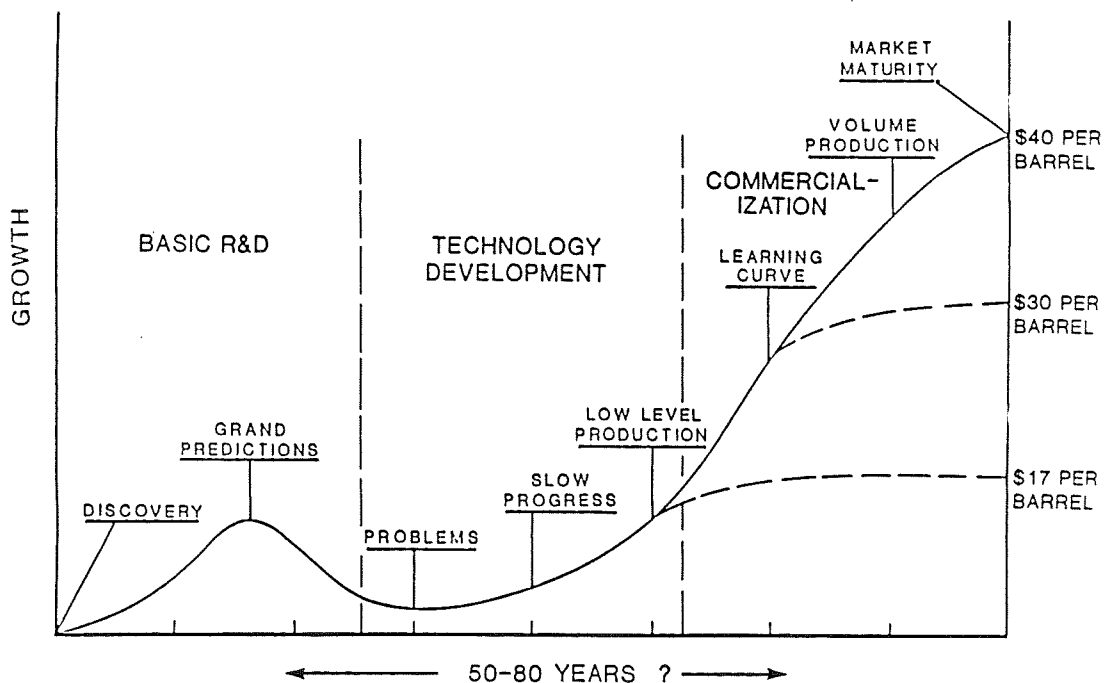 MARKET
MATURITY
VOLUME
PRODUCTION
$40 PER
BARREL
COMMERCIAL-
IZATION
BASIC R&D
TECHNOLOGY
DEVELOPMENT
LEARNING
CURVE
GROWTH
$30 PER
BARREL
GRAND
PREDICTIONS
LOW LEVEL
PRODUCTION
SLOW
PROGRESS
$17 PER
BARREL
DISCOVERY
PROBLEMS
50-80 YEARS ?